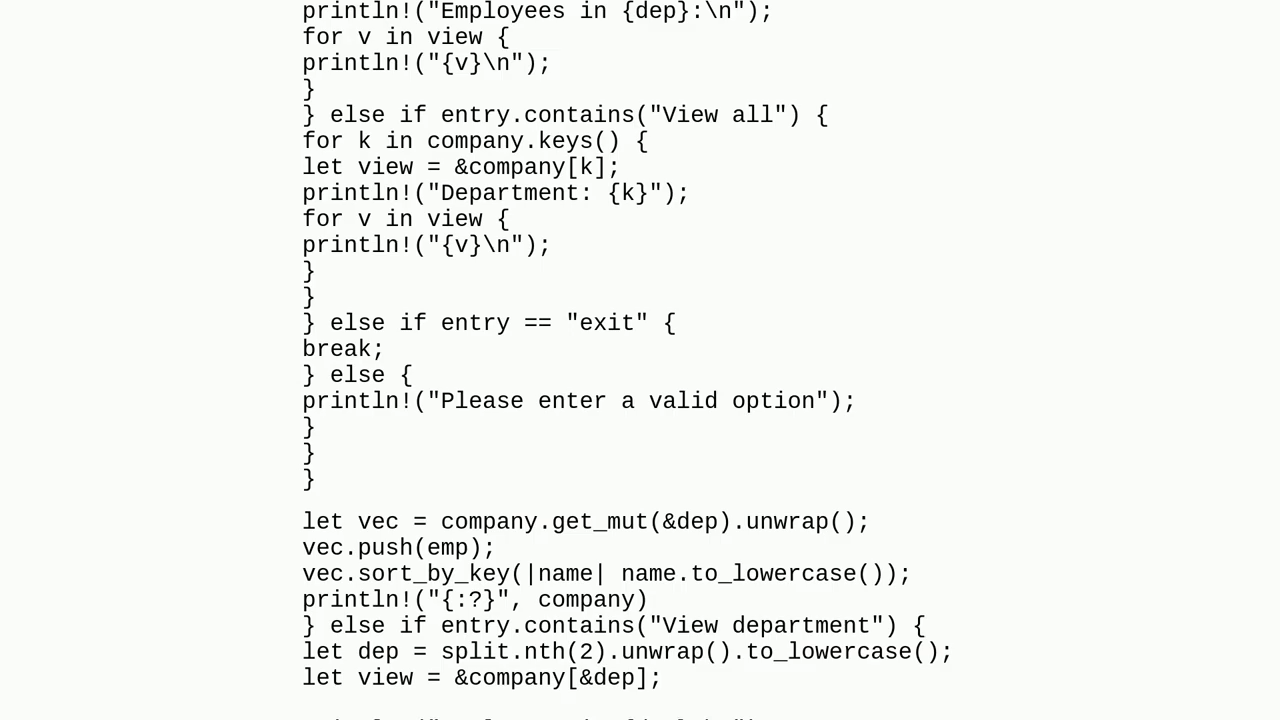 println!("Employees in {dep}:\n");
for v in view {
println!("{v}\n");
}
} else if entry.contains("View all") {
for k in company.keys() {
let view = &company[k];
println!("Department: {k}");
for v in view {
println!("{v}\n");
}
}
} else if entry == "exit" {
break;
} else {
println!("Please enter a valid option");
}
}
}
let vec = company.get_mut(&dep).unwrap();
vec.push(emp);
vec.sort_by_key(|name| name.to_lowercase());
println!("{:?}", company)
} else if entry.contains("View department") {
let dep = split.nth(2).unwrap().to_lowercase();
let view = &company[&dep];